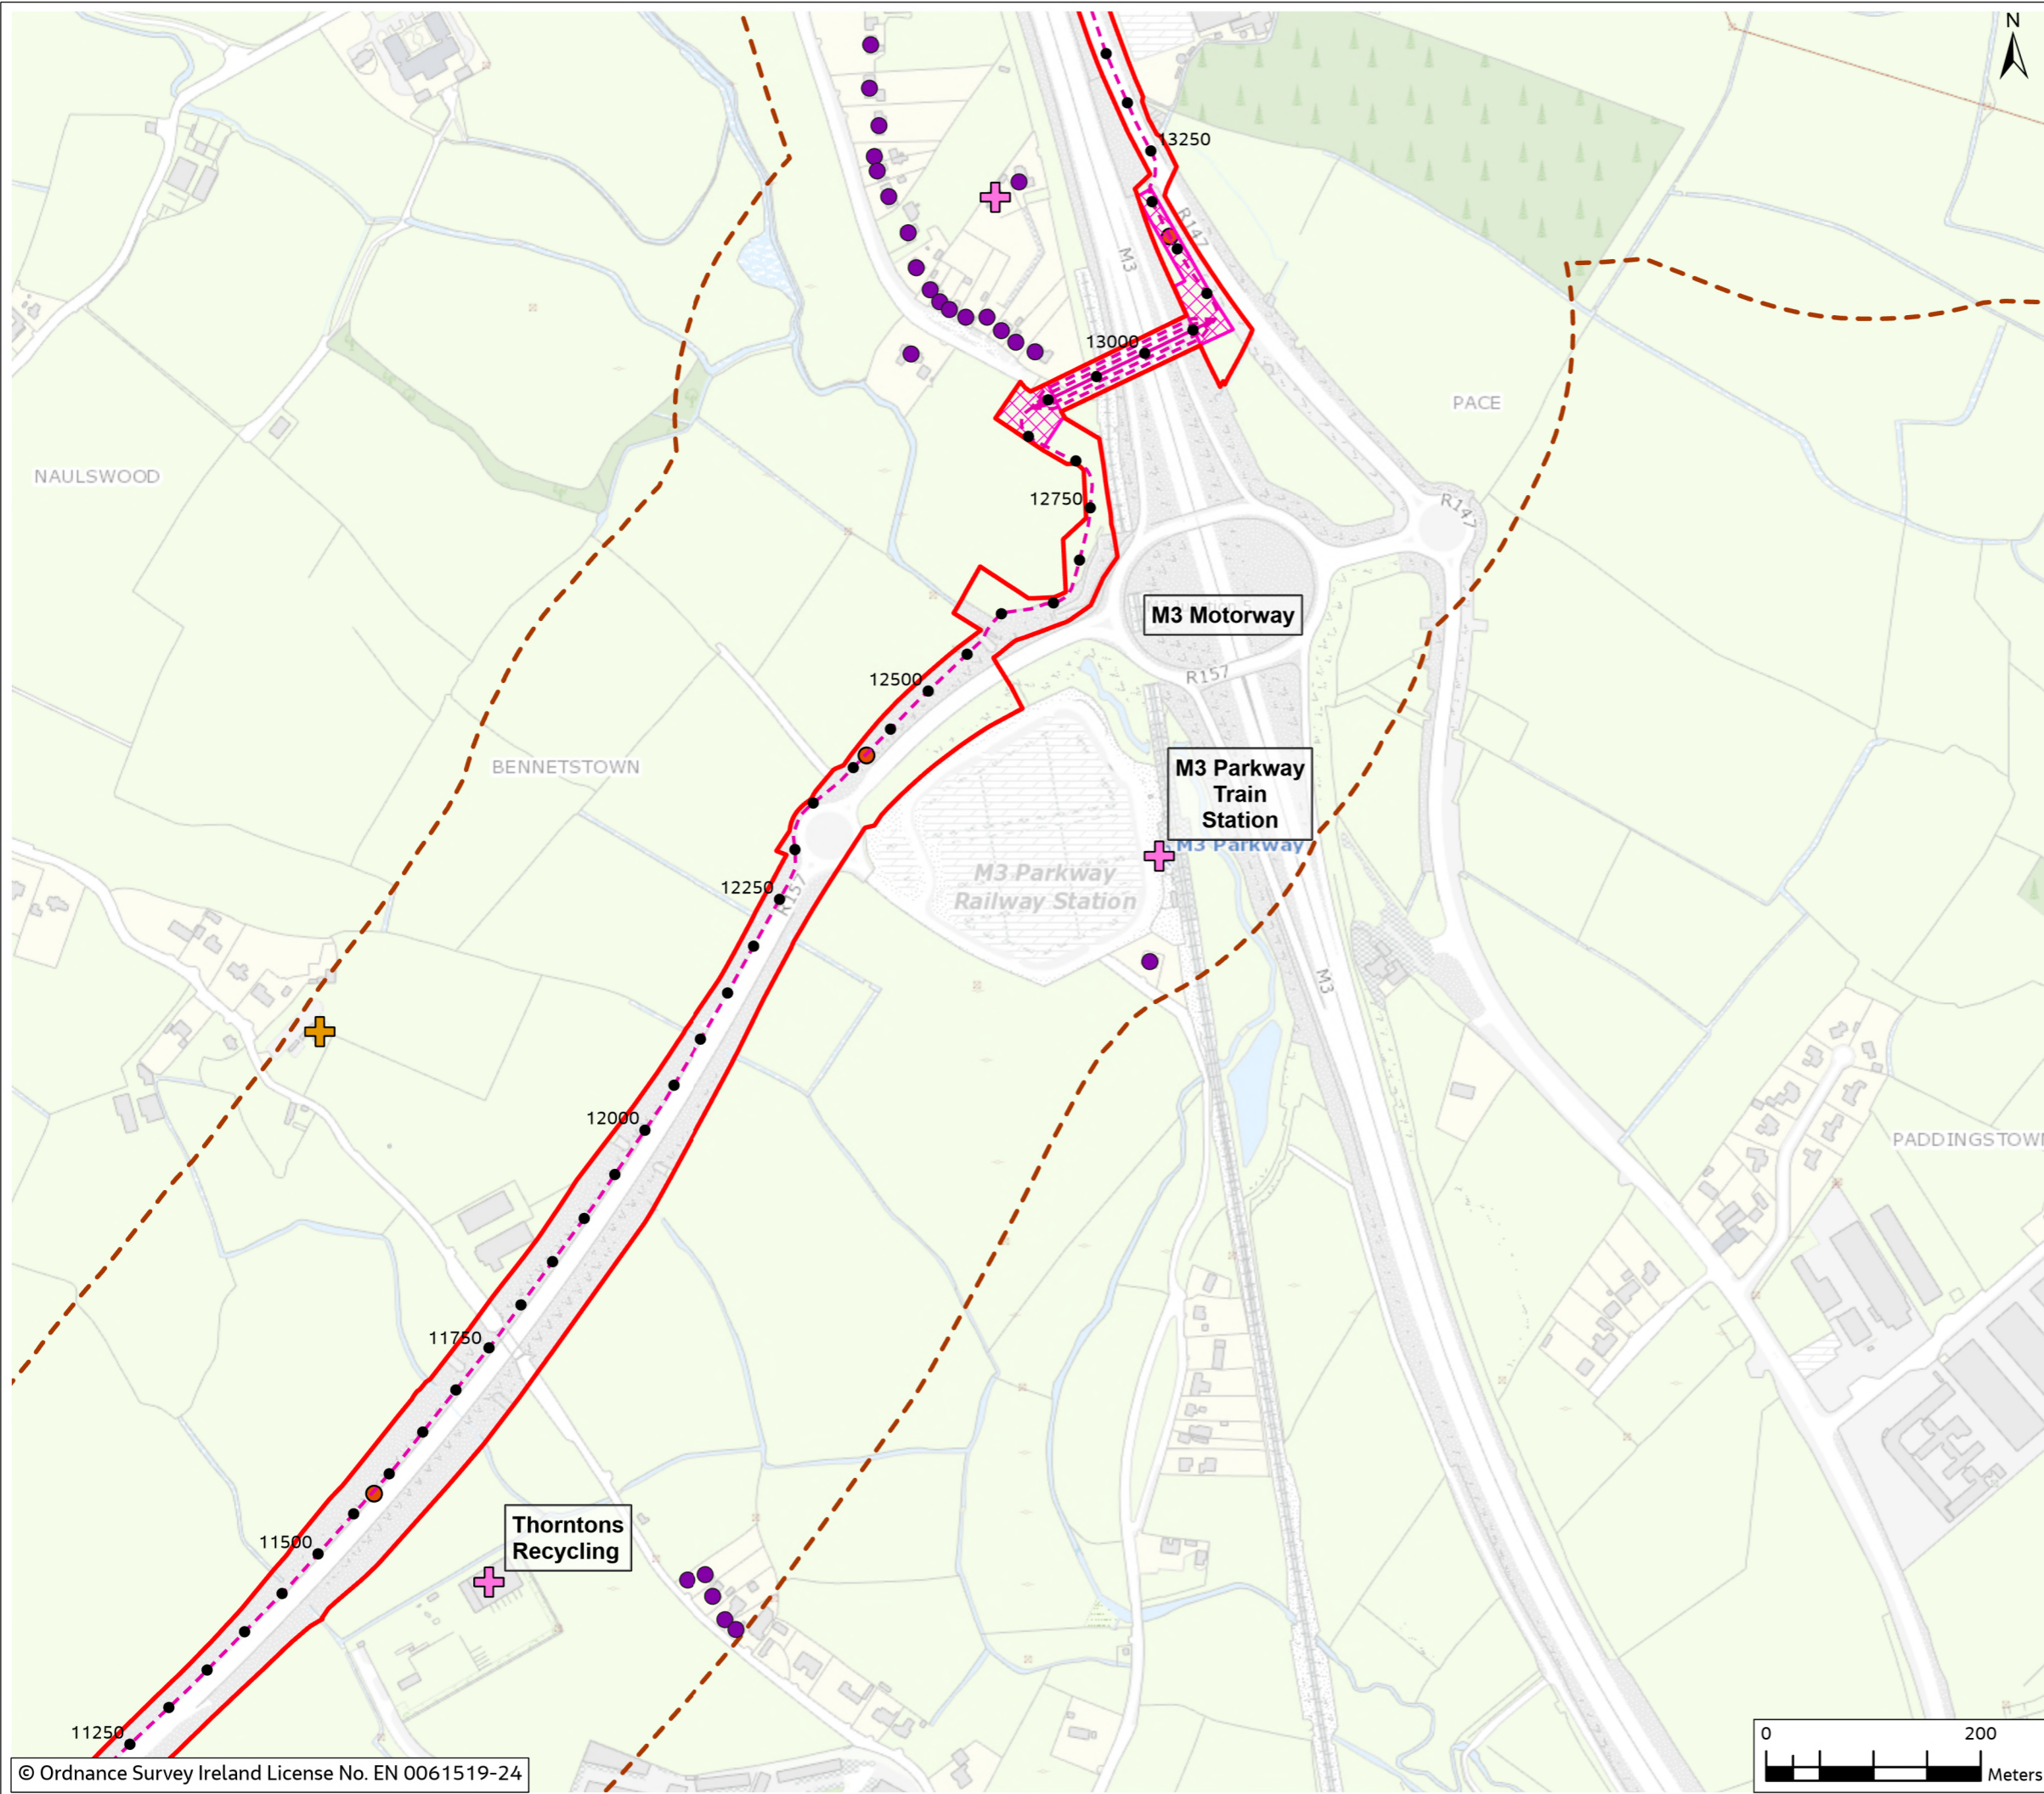 N
13250
R147
M3
13000
PACE
NAULSWOOD
R147
12750
M3 Motorway
R157
12500
BENNETSTOWN
M3 Parkway
Train
Station
M3 Parkway
M3 Parkway
Railway Station
12250
R157
M3
12000
PADDINGSTOWN
11750
Thorntons
Recycling
11500
11250
0 200
Meters
© Ordnance Survey Ireland License No. EN 0061519-24